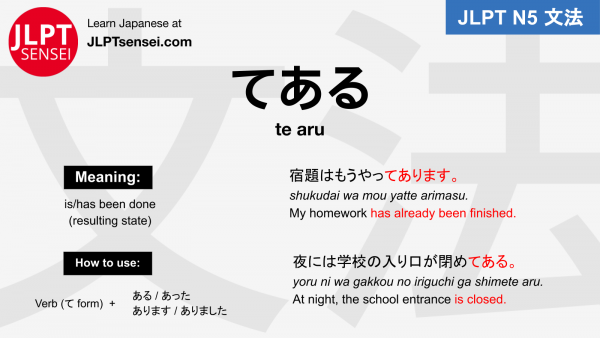 JLPT
SENSEI
Learn Japanese at
JLPTsensei.com
JLPT N5 文法
文法
てある
te aru
Meaning:
is/has been done
(resulting state)
How to use:
Verb (て form) +
ある / あった
あります / ありました
宿題はもうやってあります。
shukudai wa mou yatte arimasu.
My homework has already been finished.
夜には学校の入り口が閉めてある。
yoru ni wa gakkou no iriguchi ga shimete aru.
At night, the school entrance is closed.